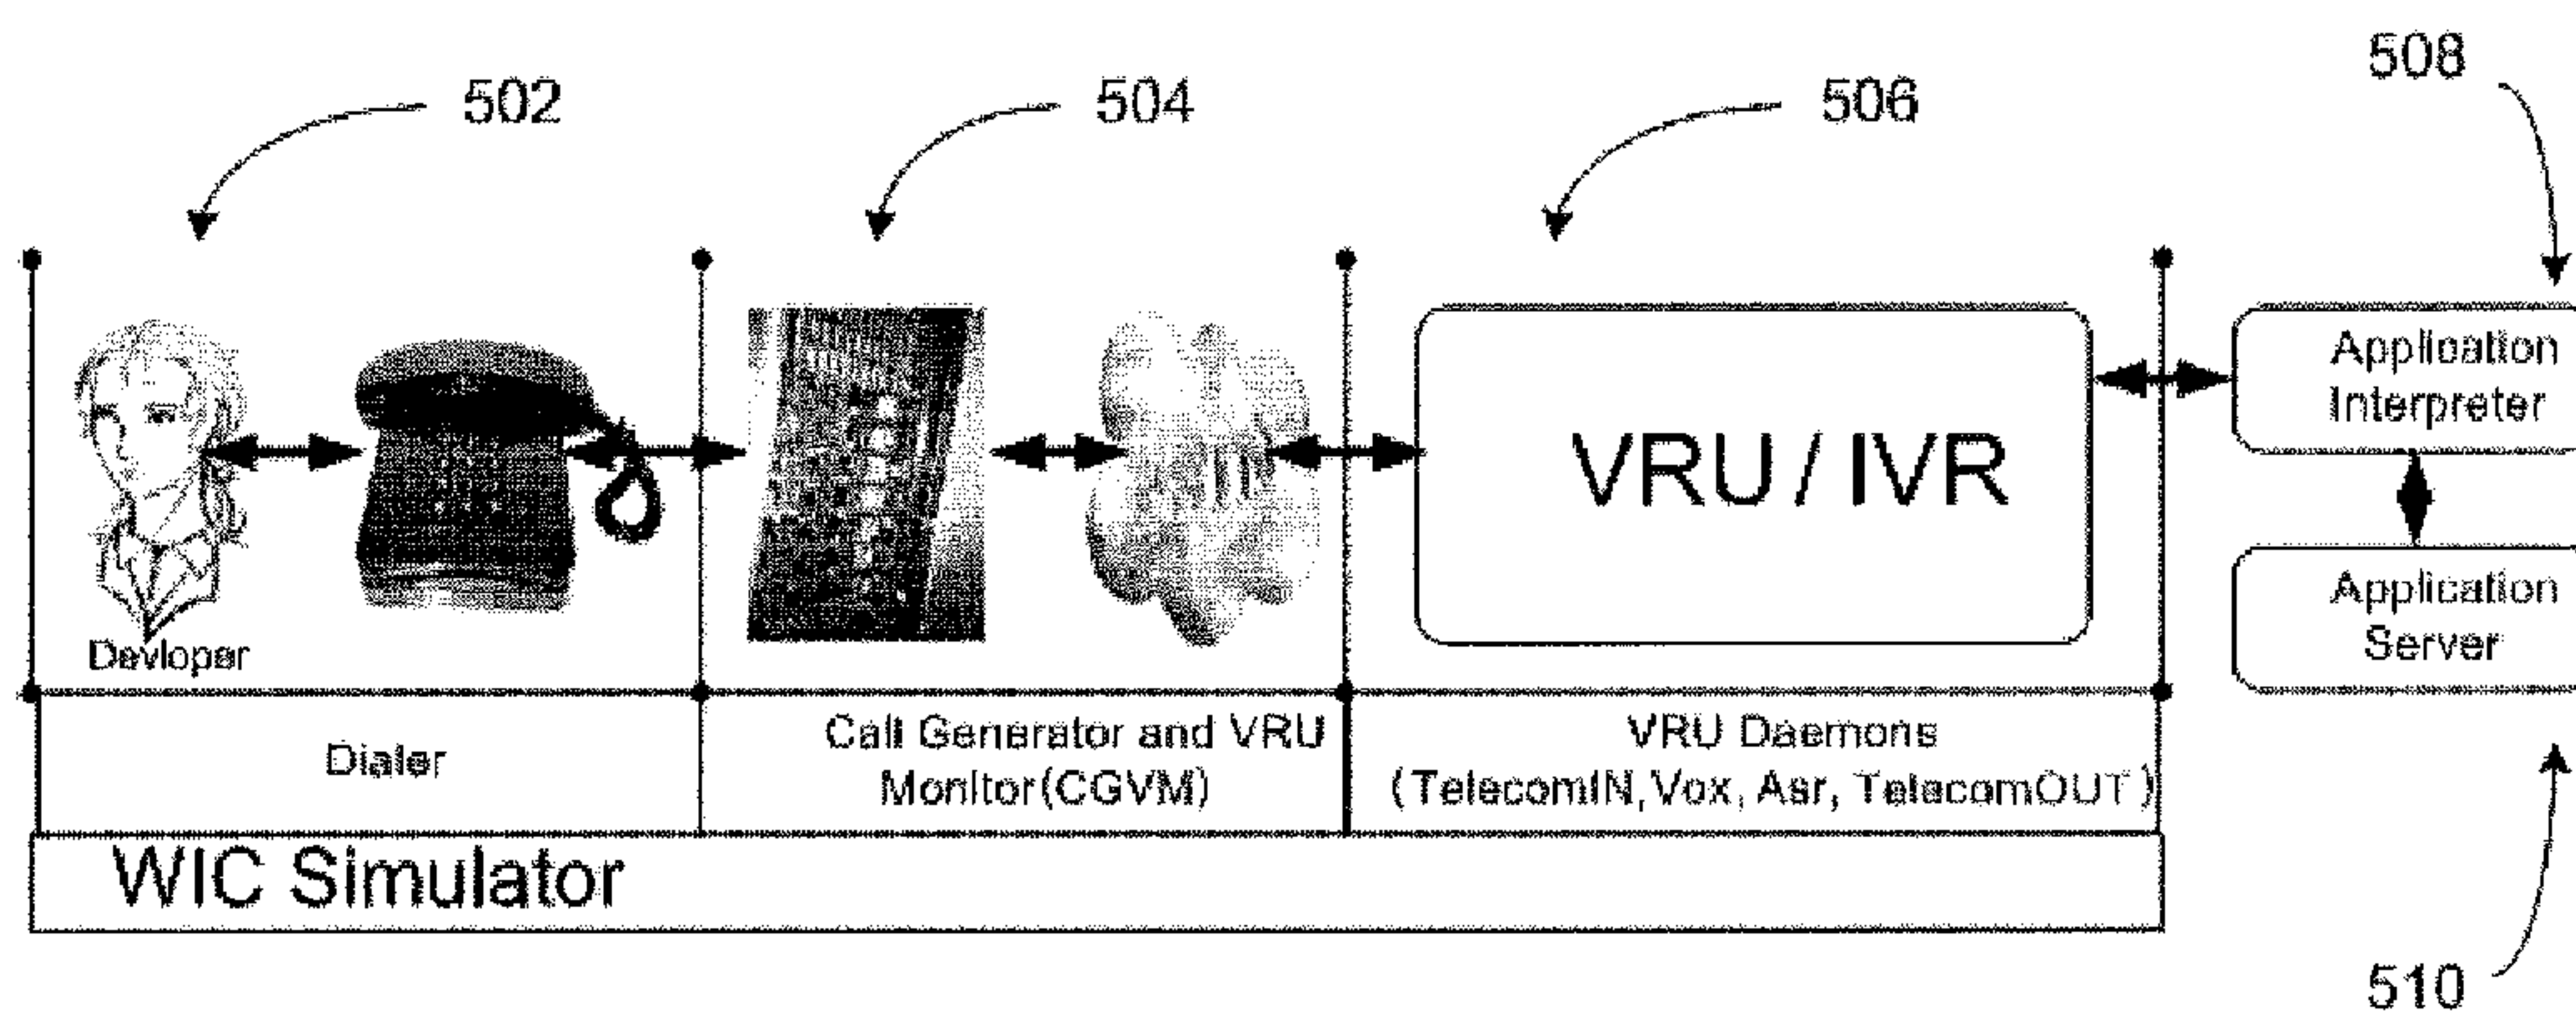 502
504
506
508
Application
Interpreter
VRU / IVR
Application
Server
Devloper
Dialer
Call Generator and VRU
Monitor(CGVM)
VRU Daemons
(TelecomIN,Vox, Asr, TelecomOUT)
WIC Simulator
510